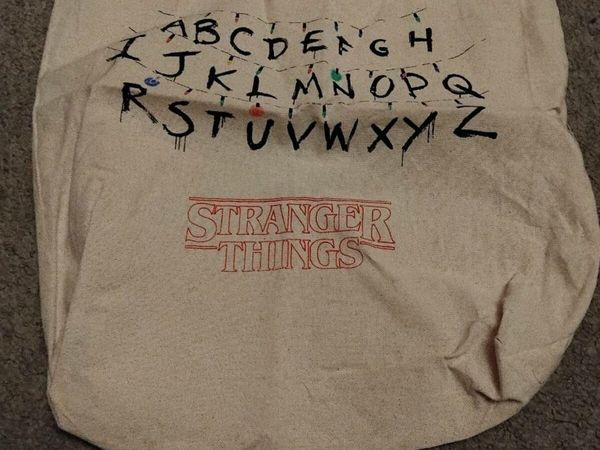 ABCDEFGH
IJKLMNOPQ
RSTUVWXYZ
STRANGER
THINGS